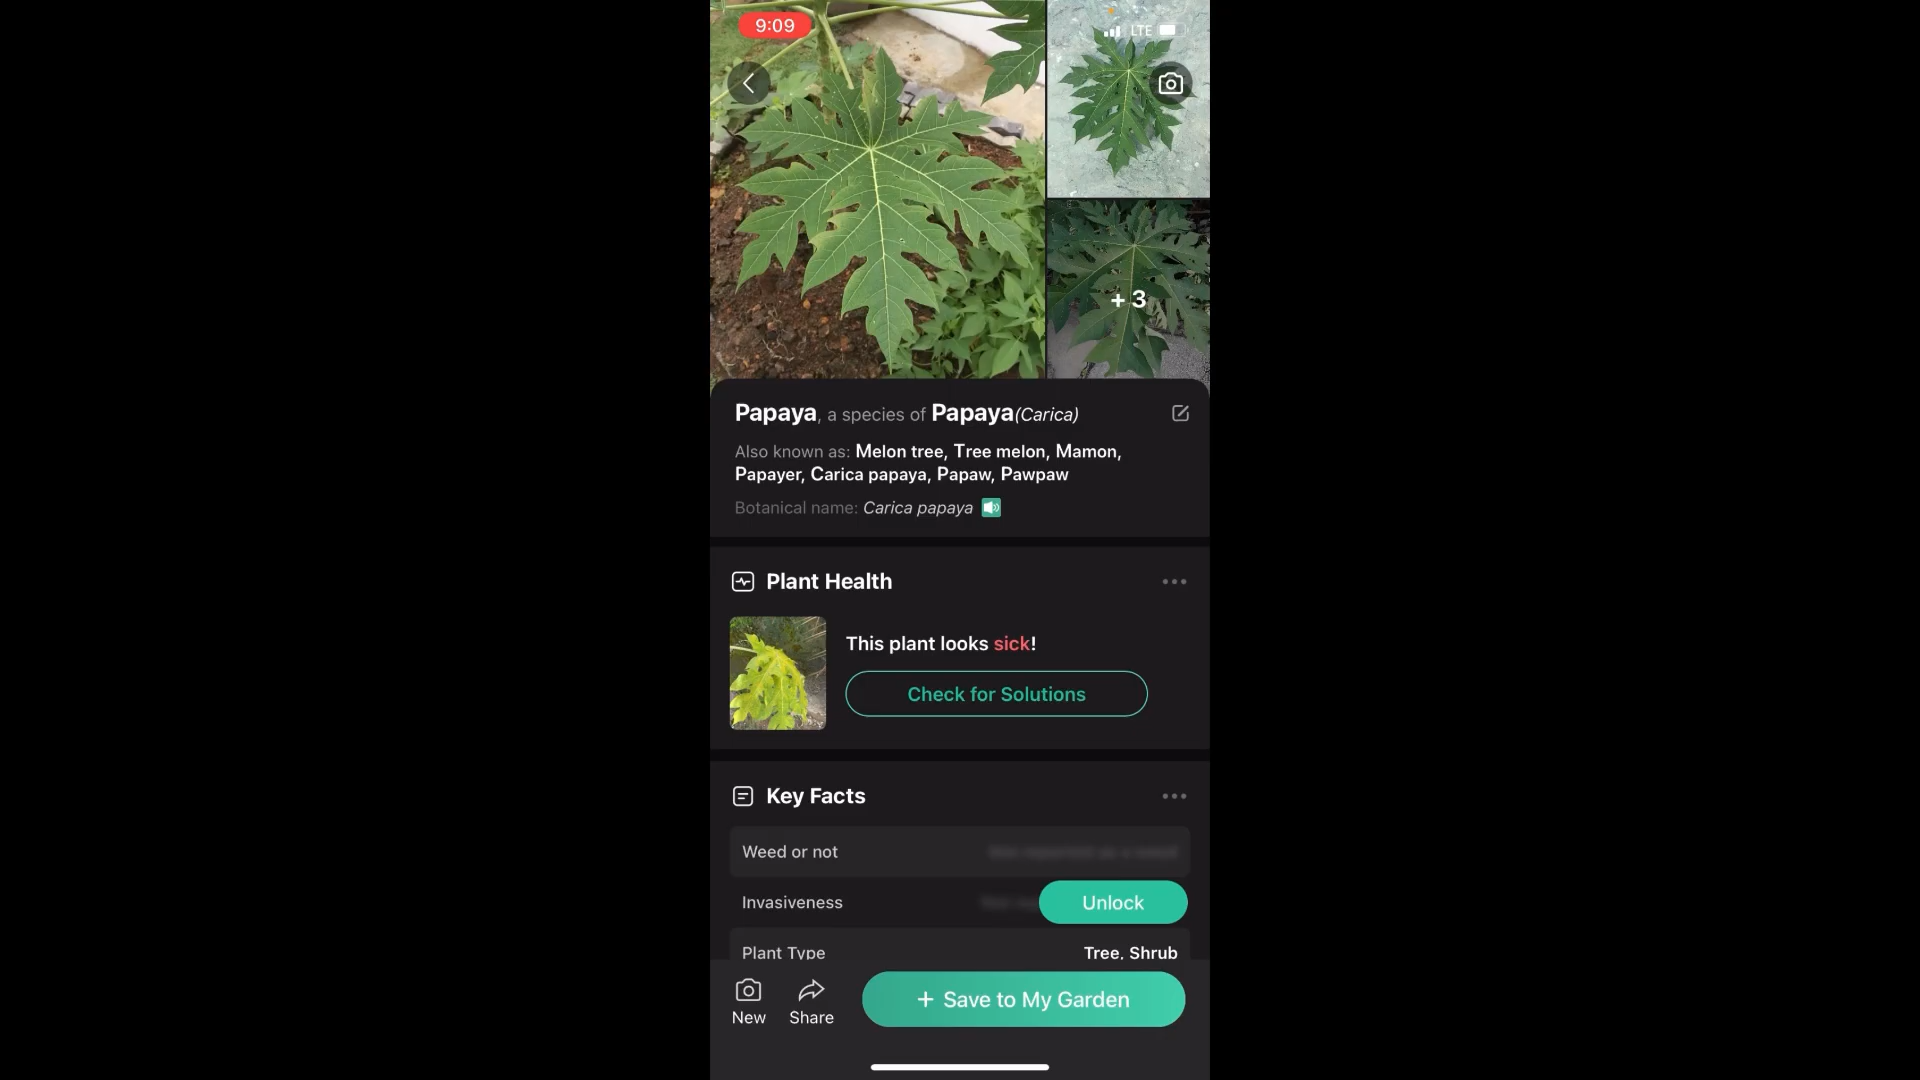 9:09
LTE
+ 3
Papaya, a species of Papaya(Carica)
Also known as: Melon tree, Tree melon, Mamon,
Papayer, Carica papaya, Papaw, Pawpaw
Botanical name: Carica papaya
Plant Health
This plant looks sick!
Check for Solutions
Key Facts
Weed or not
Invasiveness
Unlock
Plant Type Tree, Shrub
New
Share
+ Save to My Garden